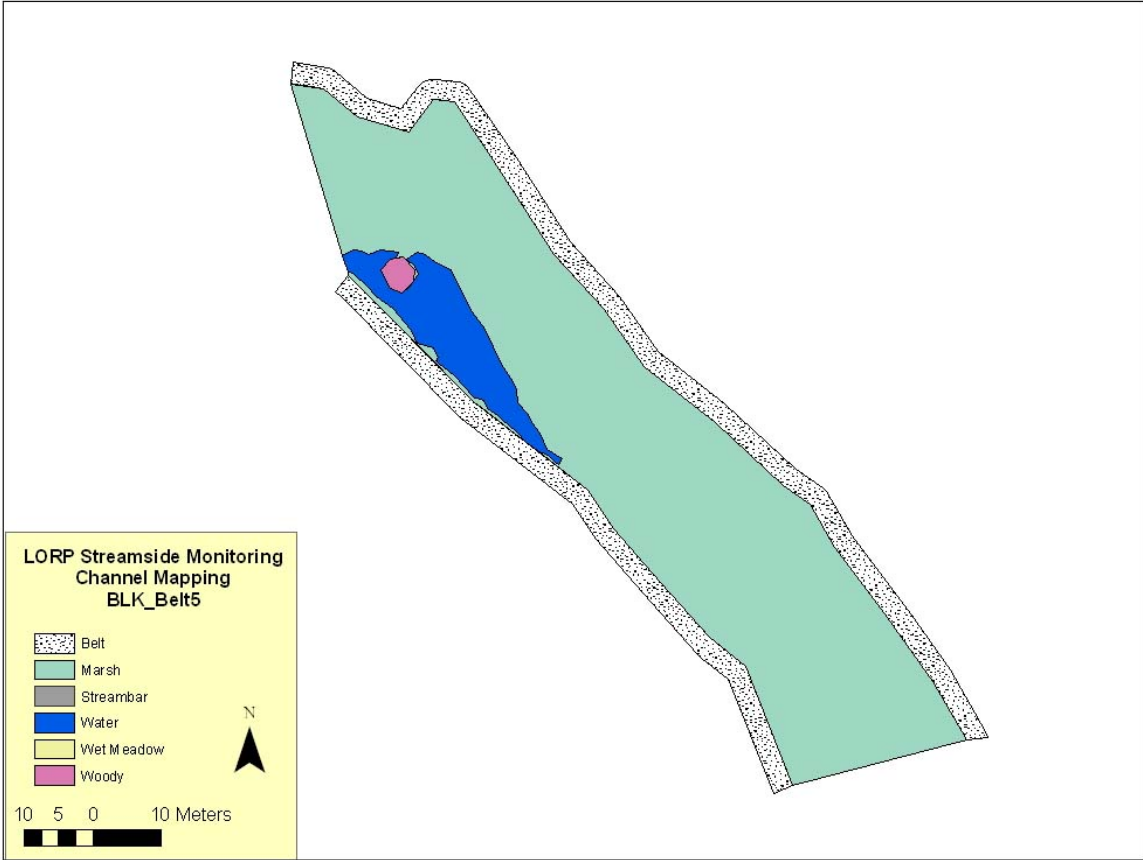 LORP Streamside Monitoring
Channel Mapping
BLK_Belt5
Belt
Marsh
Streambar
Water
Wet Meadow
Woody
N
10 5 0 10 Meters